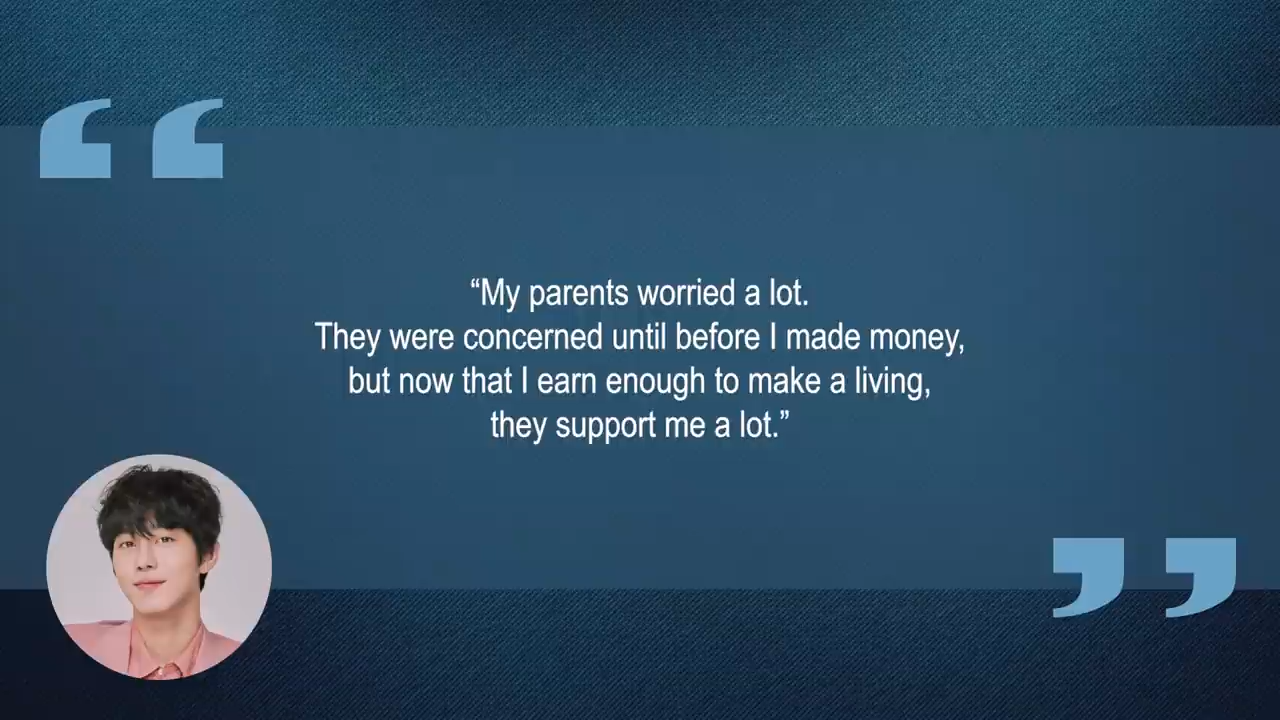 “My parents worried a lot.
They were concerned until before I made money,
but now that I earn enough to make a living,
they support me a lot.”